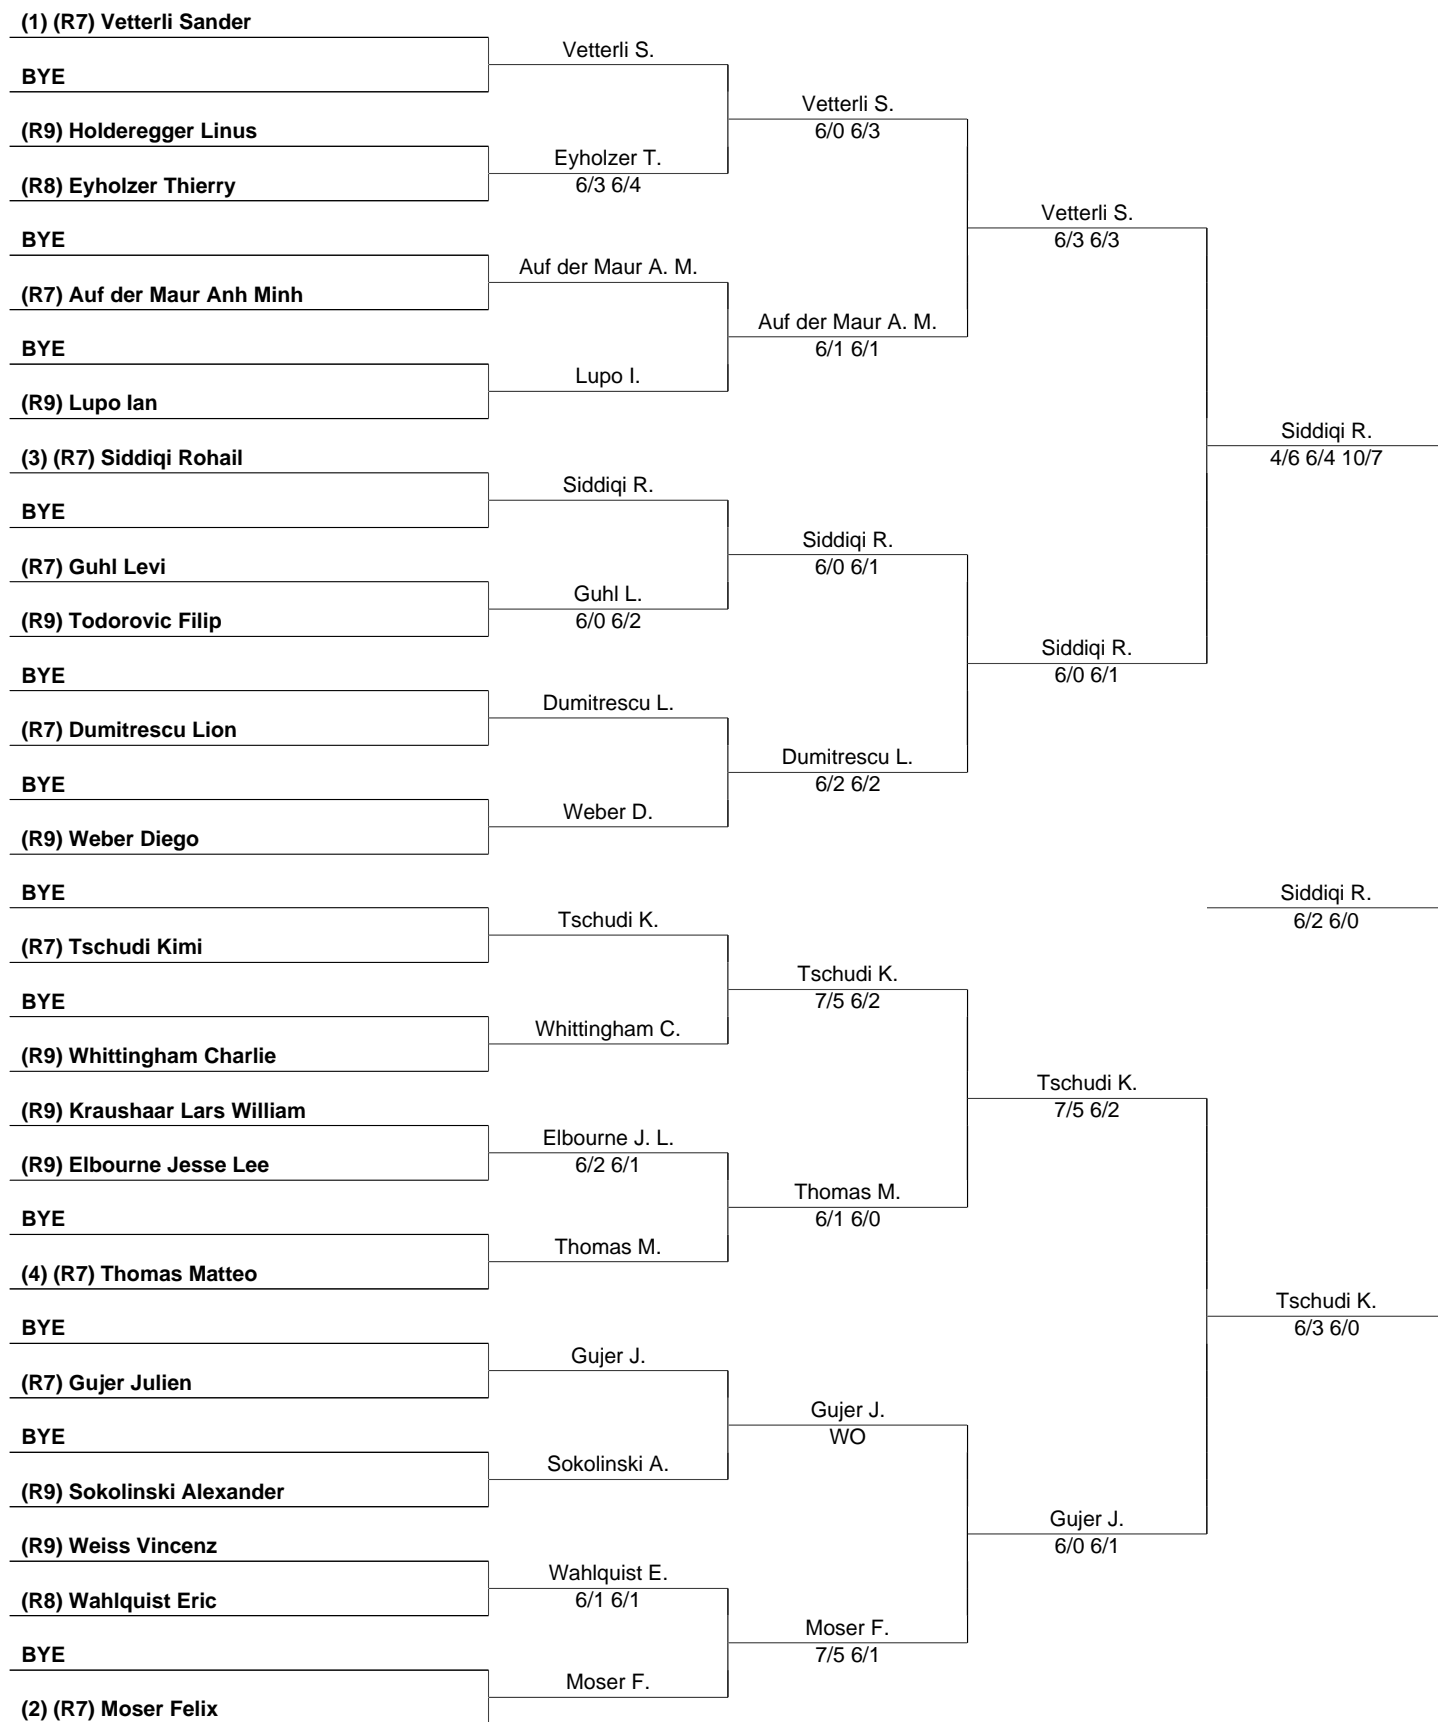 (1) (R7) Vetterli Sander
Vetterli S.
BYE
Vetterli S.
6/0 6/3
(R9) Holderegger Linus
Eyholzer T.
6/3 6/4
(R8) Eyholzer Thierry
Vetterli S.
6/3 6/3
BYE
Auf der Maur A. M.
(R7) Auf der Maur Anh Minh
Auf der Maur A. M.
6/1 6/1
BYE
Lupo I.
(R9) Lupo Ian
Siddiqi R.
4/6 6/4 10/7
(3) (R7) Siddiqi Rohail
Siddiqi R.
BYE
Siddiqi R.
6/0 6/1
(R7) Guhl Levi
Guhl L.
6/0 6/2
(R9) Todorovic Filip
Siddiqi R.
6/0 6/1
BYE
Dumitrescu L.
(R7) Dumitrescu Lion
Dumitrescu L.
6/2 6/2
BYE
Weber D.
(R9) Weber Diego
BYE
Siddiqi R.
6/2 6/0
Tschudi K.
(R7) Tschudi Kimi
Tschudi K.
7/5 6/2
BYE
Whittingham C.
(R9) Whittingham Charlie
Tschudi K.
7/5 6/2
(R9) Kraushaar Lars William
Elbourne J. L.
6/2 6/1
(R9) Elbourne Jesse Lee
Thomas M.
6/1 6/0
BYE
Thomas M.
(4) (R7) Thomas Matteo
Tschudi K.
6/3 6/0
BYE
Gujer J.
(R7) Gujer Julien
Gujer J.
WO
BYE
Sokolinski A.
(R9) Sokolinski Alexander
Gujer J.
6/0 6/1
(R9) Weiss Vincenz
Wahlquist E.
6/1 6/1
(R8) Wahlquist Eric
Moser F.
7/5 6/1
BYE
Moser F.
(2) (R7) Moser Felix